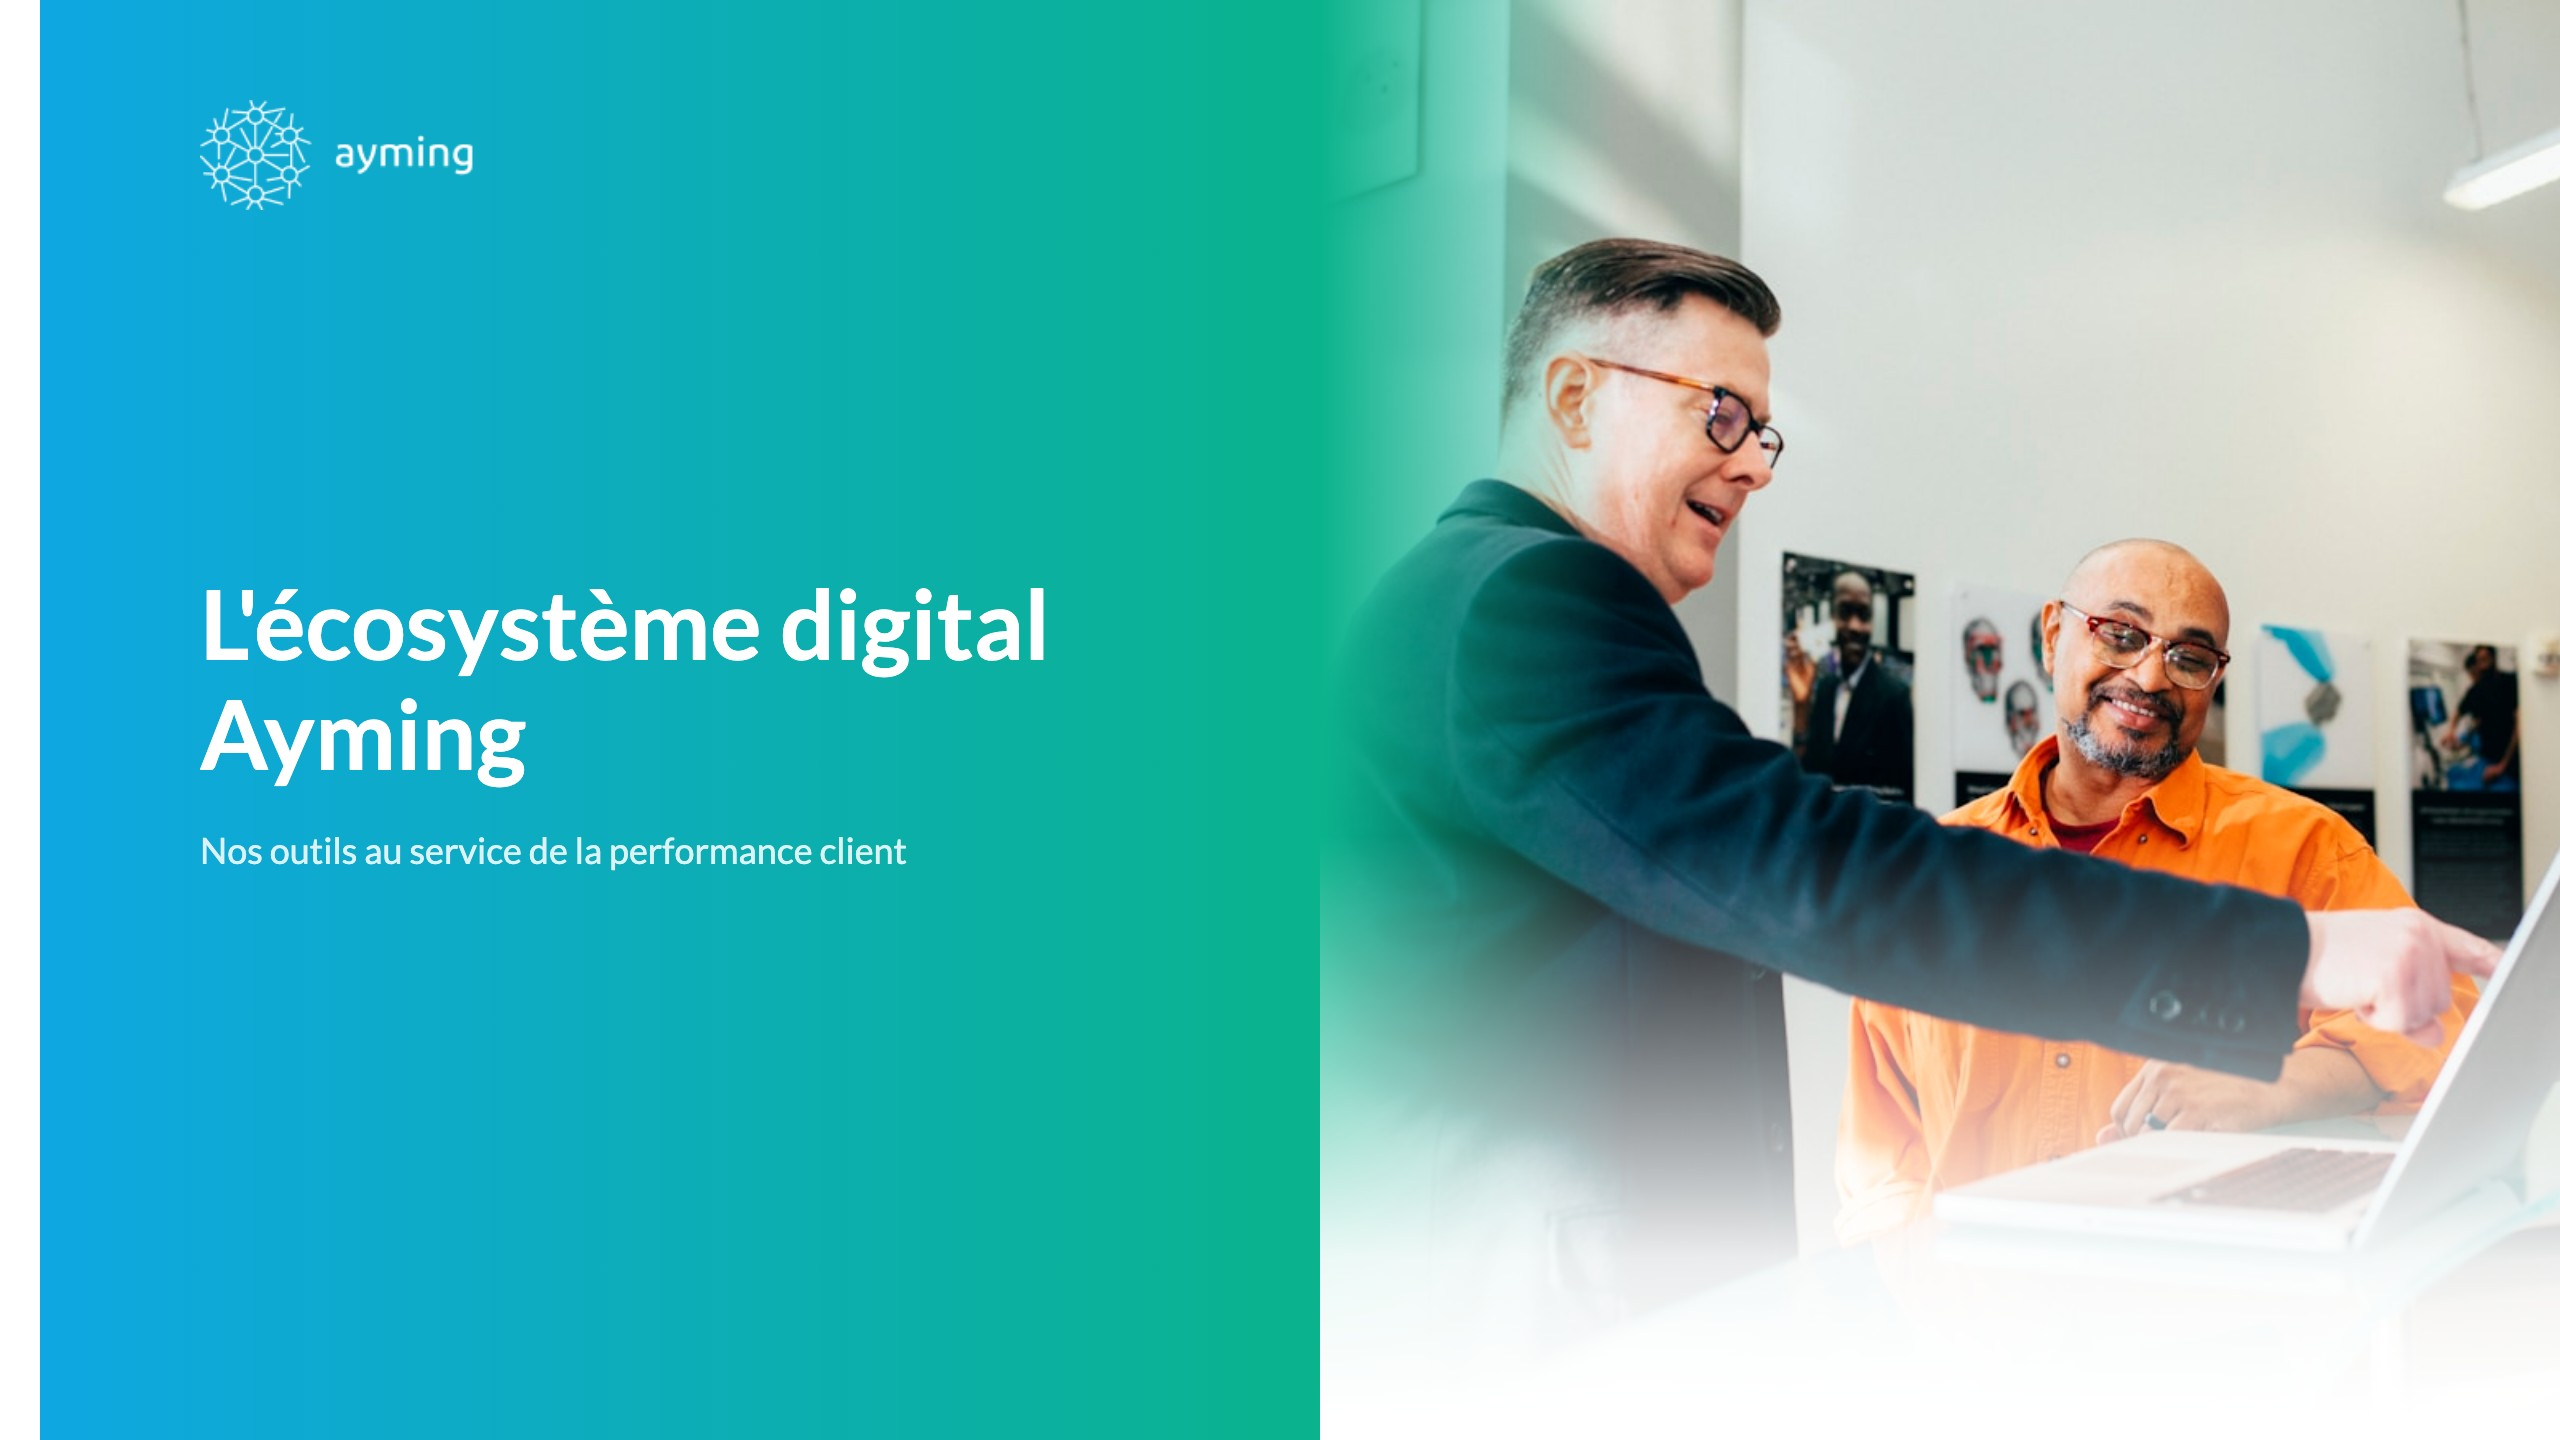 ayming
L'écosystème digital
Ayming
Nos outils au service de la performance client